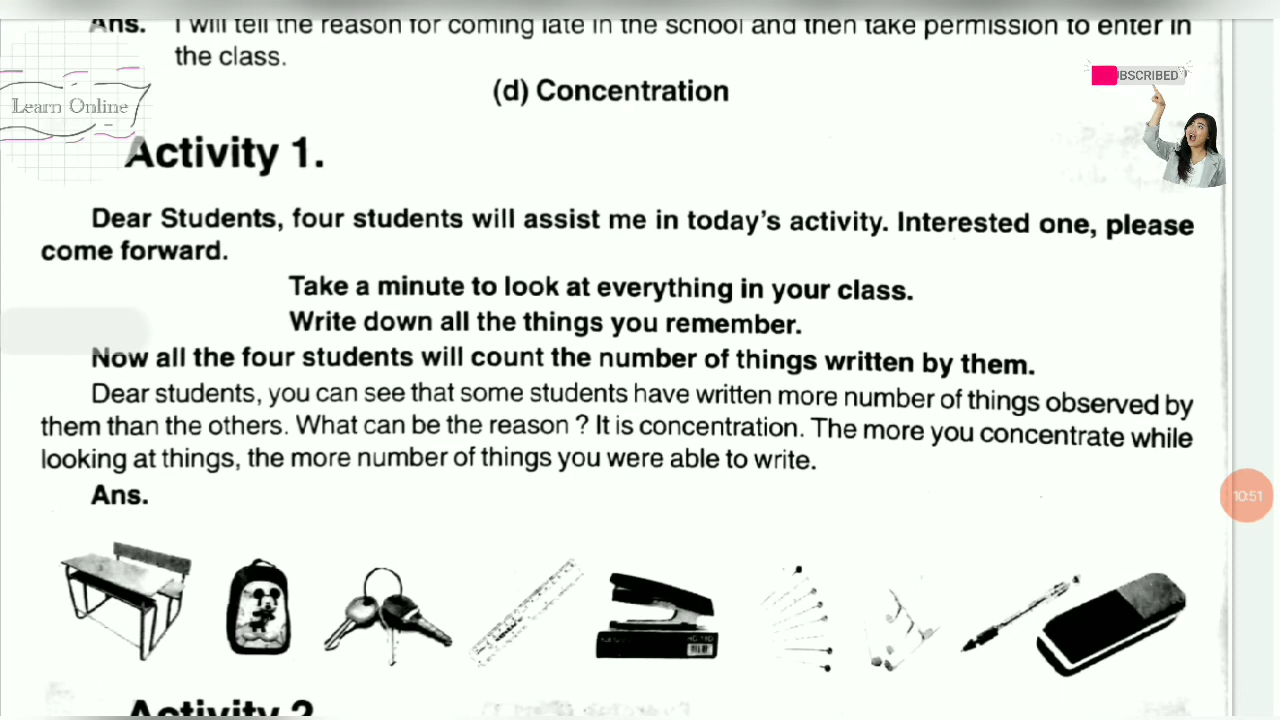 Ans. I will tell the reason for coming late in the school and then take permission to enter in
the class.
(d) Concentration
BSCRIBED
Learn Online
Activity 1.
Dear Students, four students will assist me in today's activity. Interested one, please
come forward.
Take a minute to look at everything in your class.
Write down all the things you remember.
Now all the four students will count the number of things written by them.
Dear students, you can see that some students have written more number of things observed by
them than the others. What can be the reason ? It is concentration. The more you concentrate while
looking at things, the more number of things you were able to write.
10:51
Ans.
Activity 2